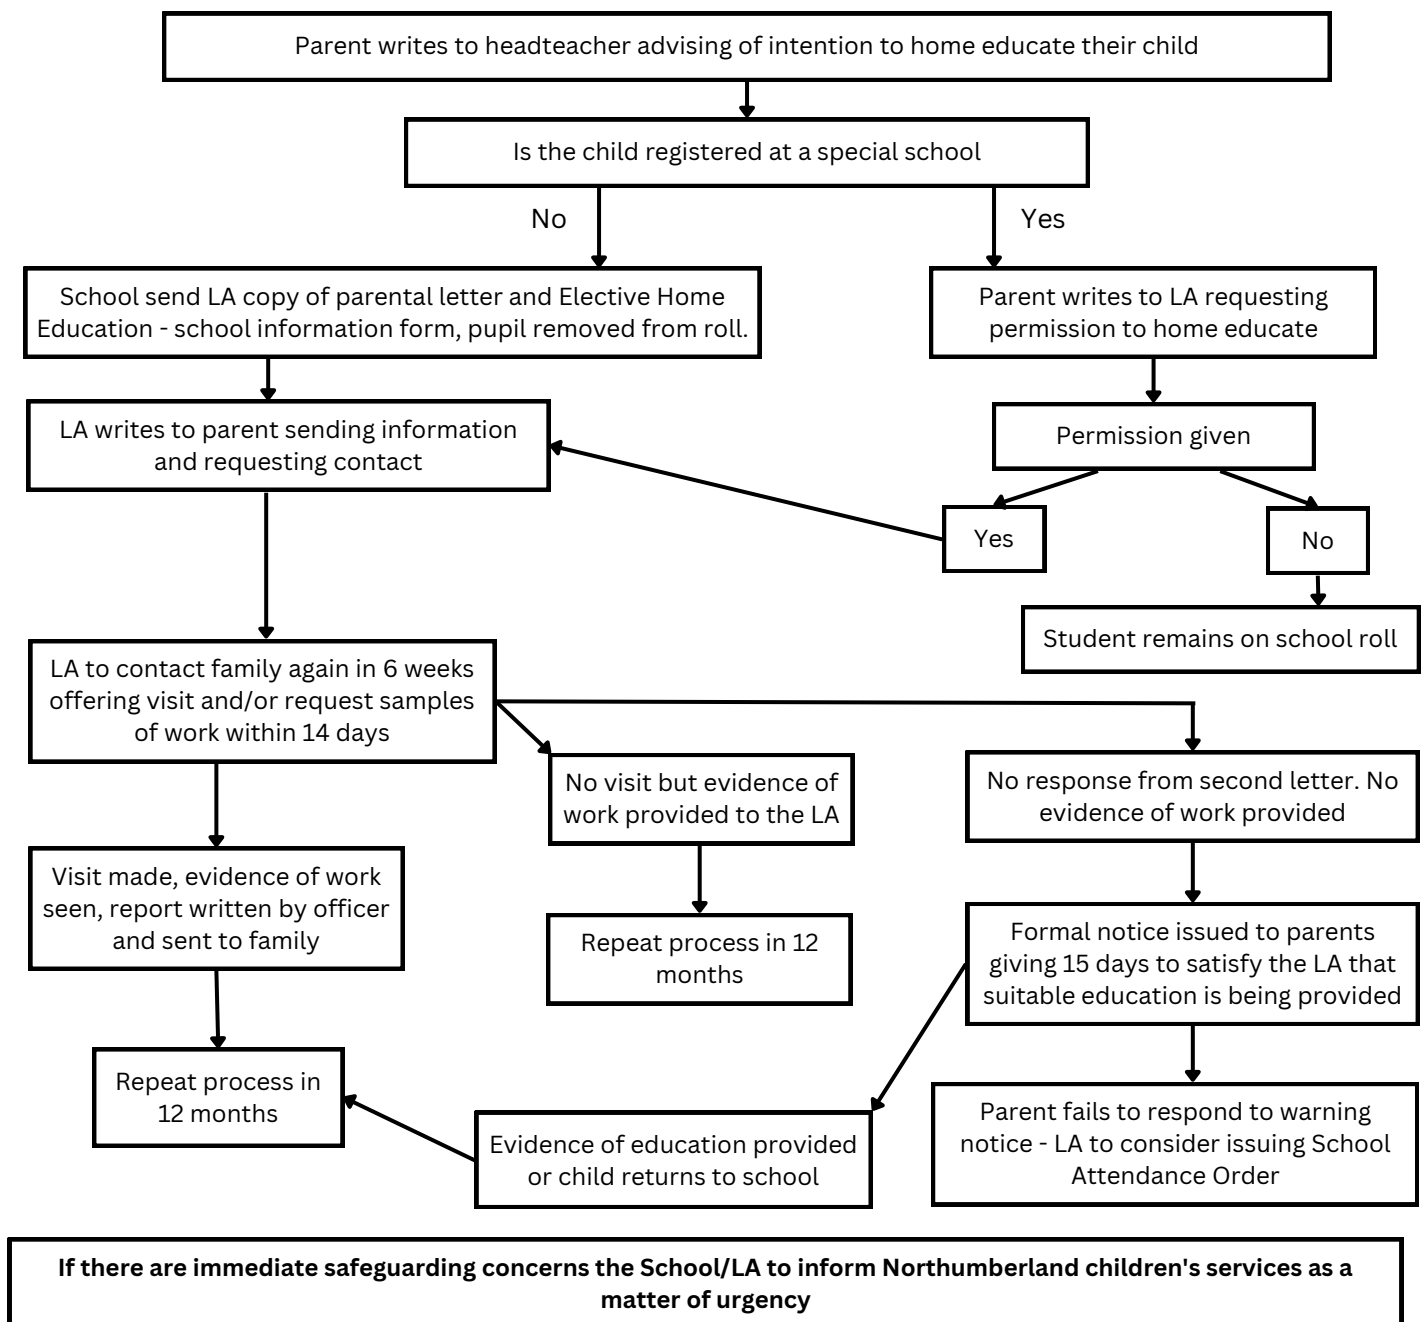 Parent writes to headteacher advising of intention to home educate their child
Is the child registered at a special school
No
Yes
School send LA copy of parental letter and Elective Home
Education - school information form, pupil removed from roll.
Parent writes to LA requesting
permission to home educate
LA writes to parent sending information
and requesting contact
Permission given
Yes
No
Student remains on school roll
LA to contact family again in 6 weeks
offering visit and/or request samples
of work within 14 days
No visit but evidence of
work provided to the LA
No response from second letter. No
evidence of work provided
Visit made, evidence of work
seen, report written by officer
and sent to family
Repeat process in 12
months
Formal notice issued to parents
giving 15 days to satisfy the LA that
suitable education is being provided
Repeat process in
12 months
Evidence of education provided
or child returns to school
Parent fails to respond to warning
notice - LA to consider issuing School
Attendance Order
If there are immediate safeguarding concerns the School/LA to inform Northumberland children's services as a
matter of urgency